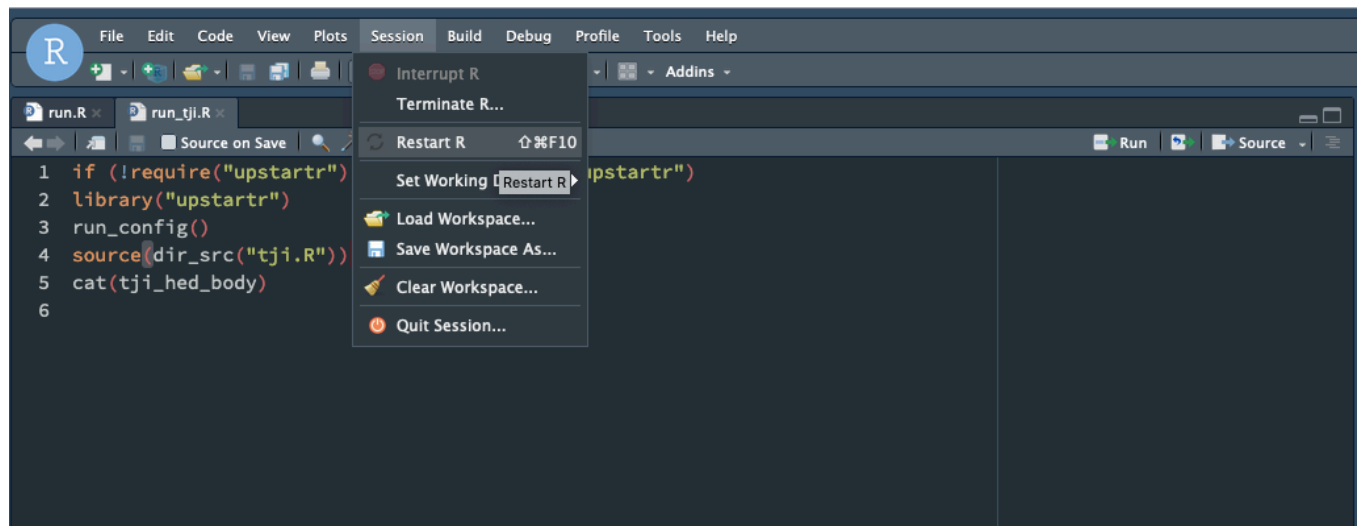 R
File Edit Code View Plots Session Build Debug Profile Tools Help
Addins
Interrupt R
Terminate R...
Restart R ⇧⌘F10
Set Working D
Restart R
Load Workspace...
Save Workspace As...
Clear Workspace...
Quit Session...
run.R run_tji.R
Source on Save Run Source
1 if (!require("upstartr") upstartr")
2 library("upstartr")
3 run_config()
4 source(dir_src("tji.R"))
5 cat(tji_hed_body)
6